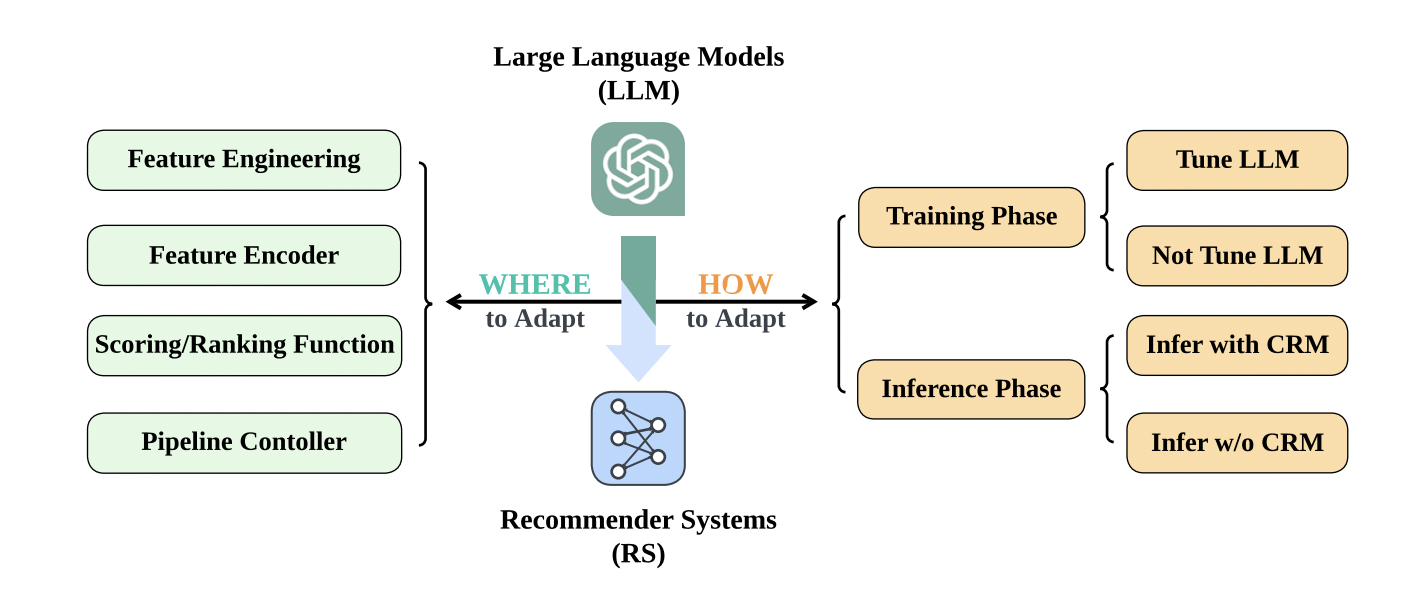 Large Language Models
(LLM)
Feature Engineering
Feature Encoder
Scoring/Ranking Function
Pipeline Contoller
WHERE
to Adapt
HOW
to Adapt
Training Phase
Inference Phase
Tune LLM
Not Tune LLM
Infer with CRM
Infer w/o CRM
Recommender Systems
(RS)